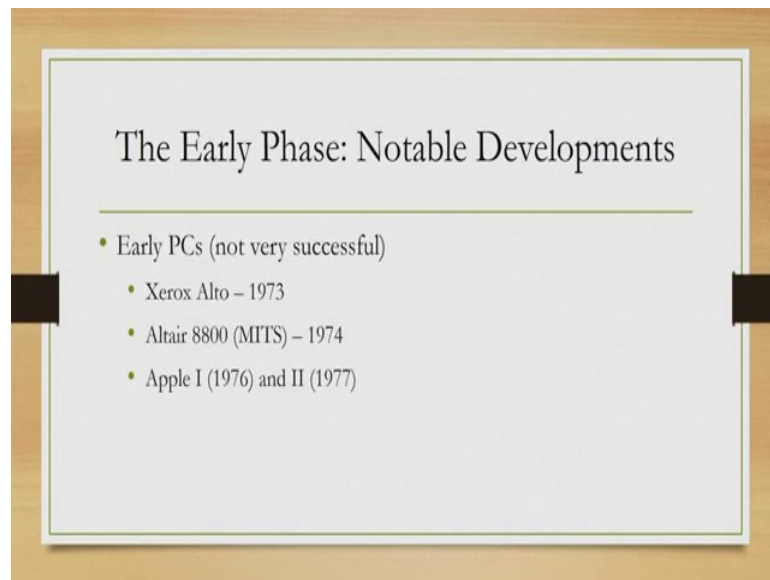 The Early Phase: Notable Developments
• Early PCs (not very successful)
• Xerox Alto – 1973
• Altair 8800 (MITS) – 1974
• Apple I (1976) and II (1977)